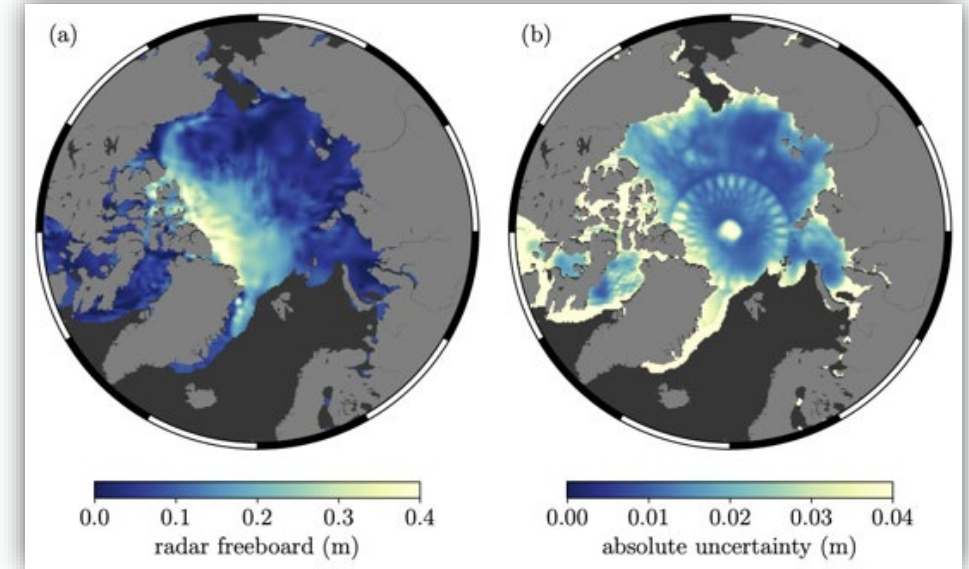 (a)
(b)
0.0 0.1 0.2 0.3 0.4
radar freeboard (m)
0.00 0.01 0.02 0.03 0.04
absolute uncertainty (m)